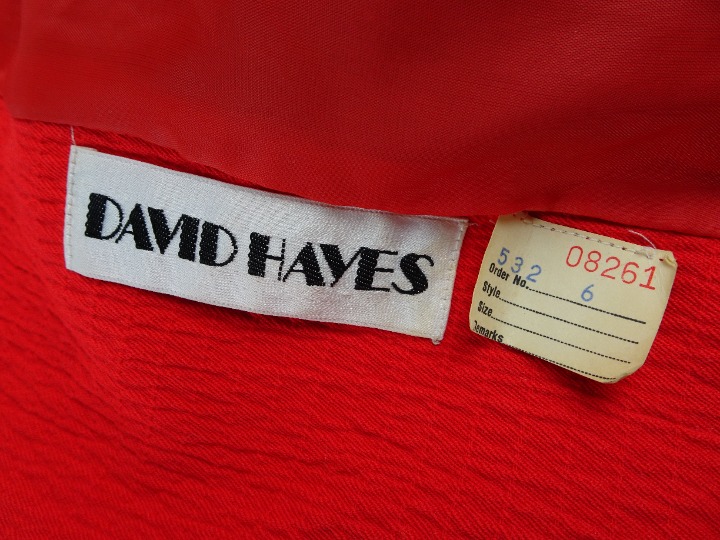 DAVID HAYES
08261
532
Order No.
6
Style
Size
Remarks